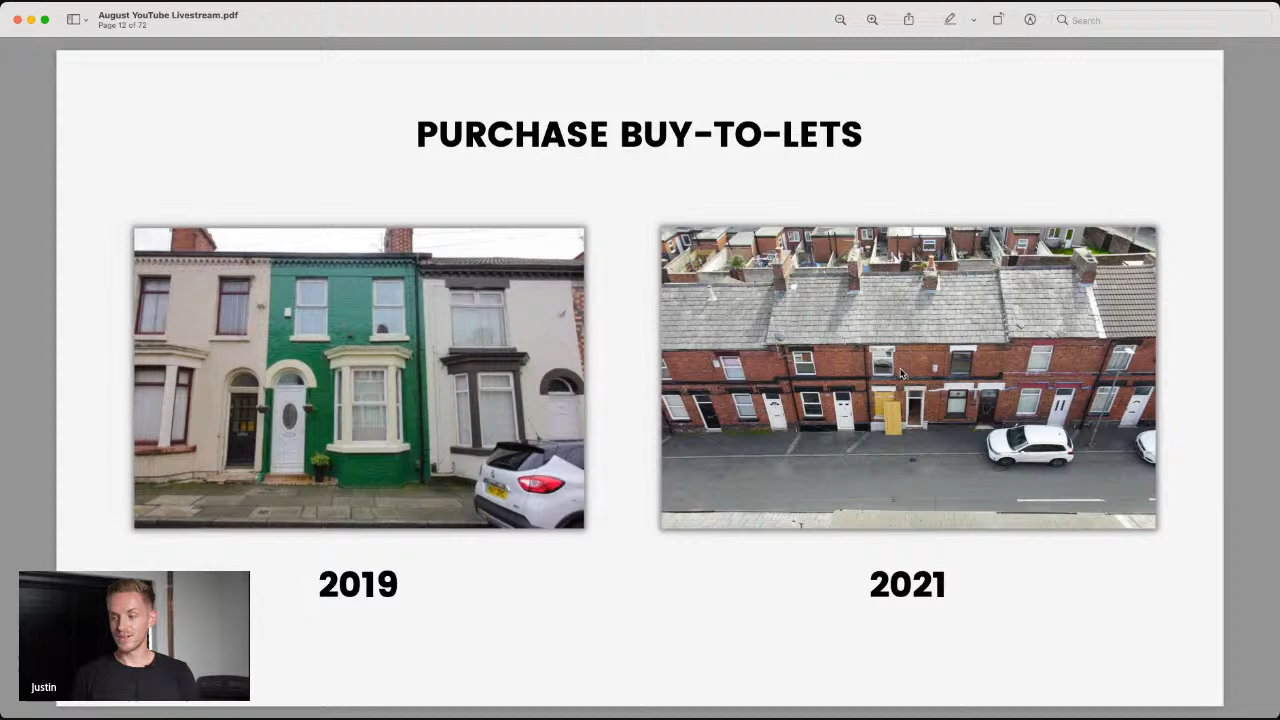 August YouTube Livestream.pdf
Page 12 of 72
Search
PURCHASE BUY-TO-LETS
2019
2021
Justin